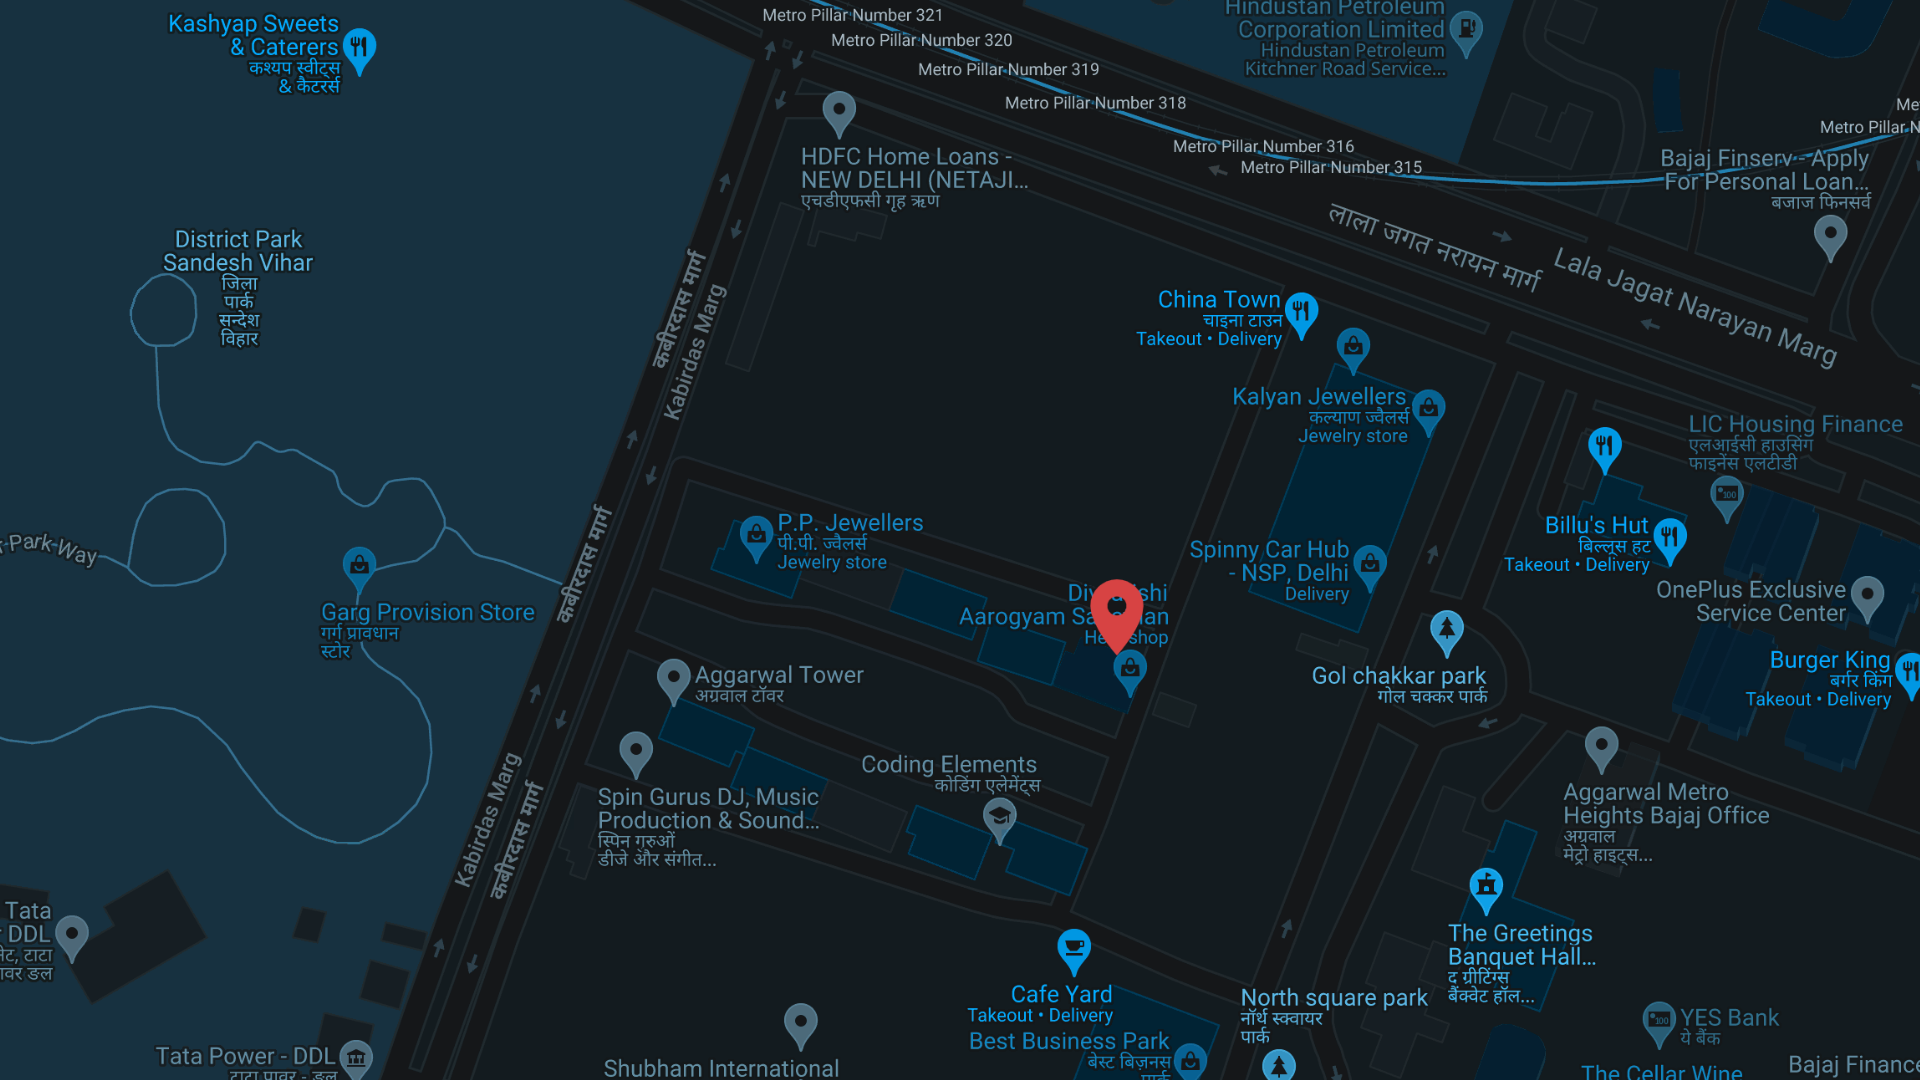 Metro Pillar Number 321
Metro Pillar Number 320
Metro Pillar Number 319
Metro Pillar Number 318
Metro Pillar Number 316
Metro Pillar Number 315
Kashyap Sweets
& Caterers
कश्यप स्वीट्स
& कैटरर्स
Hindustan Petroleum
Corporation Limited
Hindustan Petroleum
Kitchner Road Service...
Metro Pillar N
HDFC Home Loans -
NEW DELHI (NETAJI...
एचडीएफसी गृह ऋण
Bajaj Finserv - Apply
For Personal Loan...
बजाज फिनसर्व
लाला जगत नरायन मार्ग
Lala Jagat Narayan Marg
District Park
Sandesh Vihar
जिला
पार्क
सन्देश
विहार
कबीरदास मार्ग
Kabirdas Marg
China Town
चाइना टाउन
Takeout • Delivery
Kalyan Jewellers
कल्याण ज्वैलर्स
Jewelry store
LIC Housing Finance
एलआईसी हाउसिंग
फाइनेंस एलटीडी
P.P. Jewellers
पी.पी. ज्वैलर्स
Jewelry store
Spinny Car Hub
- NSP, Delhi
Delivery
Billu's Hut
बिल्लूस हट
Takeout • Delivery
OnePlus Exclusive
Service Center
Park Way
कबीरदास मार्ग
Garg Provision Store
गर्ग प्रावधान
स्टोर
Aarogyam
Gol chakkar park
गोल चक्कर पार्क
Burger King
बर्गर किंग
Takeout • Delivery
Aggarwal Tower
अग्रवाल टॉवर
Spin Gurus DJ, Music
Production & Sound...
स्पिन गुरुओं
डीजे और संगीत...
Coding Elements
कोडिंग एलेमेंट्स
Aggarwal Metro
Heights Bajaj Office
अग्रवाल
मेट्रो हाइट्स...
Kabirdas Marg
कबीरदास मार्ग
Tata
DDL
टाटा
The Greetings
Banquet Hall...
द ग्रीटिंग्स
बैंक्वेट हॉल...
Cafe Yard
Takeout • Delivery
Best Business Park
बेस्ट बिज़नस
North square park
नॉर्थ स्क्वायर
पार्क
YES Bank
ये बैंक
Tata Power - DDL
Shubham International
The Cellar Wine
Bajaj Finance